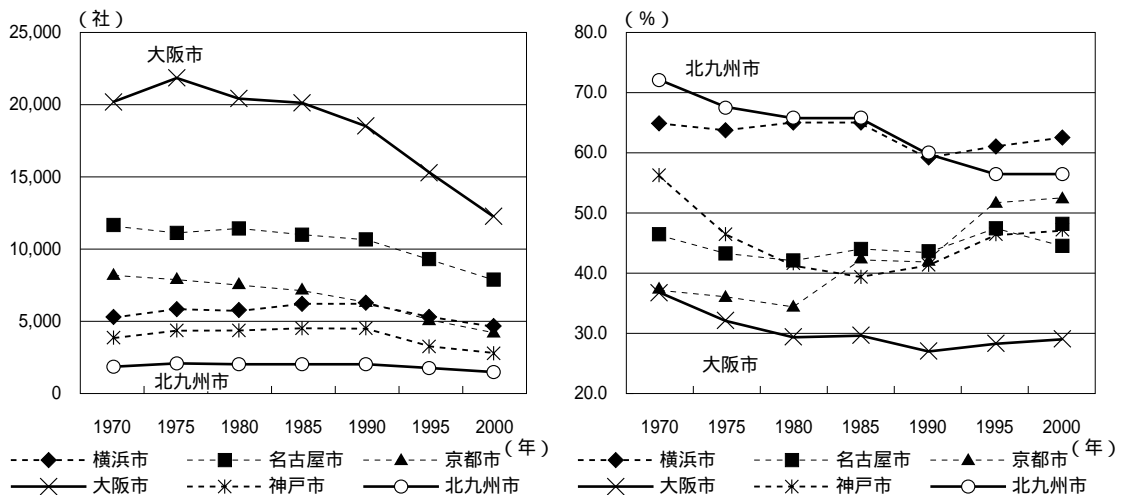 （社）
25,000
20,000
15,000
10,000
5,000
0
大阪市
北九州市
1970 1975 1980 1985 1990 1995 2000
（年）
横浜市 名古屋市 京都市
大阪市 神戸市 北九州市
（%）
80.0
70.0
60.0
50.0
40.0
30.0
20.0
北九州市
大阪市
1970 1975 1980 1985 1990 1995 2000
（年）
横浜市 名古屋市 京都市
大阪市 神戸市 北九州市